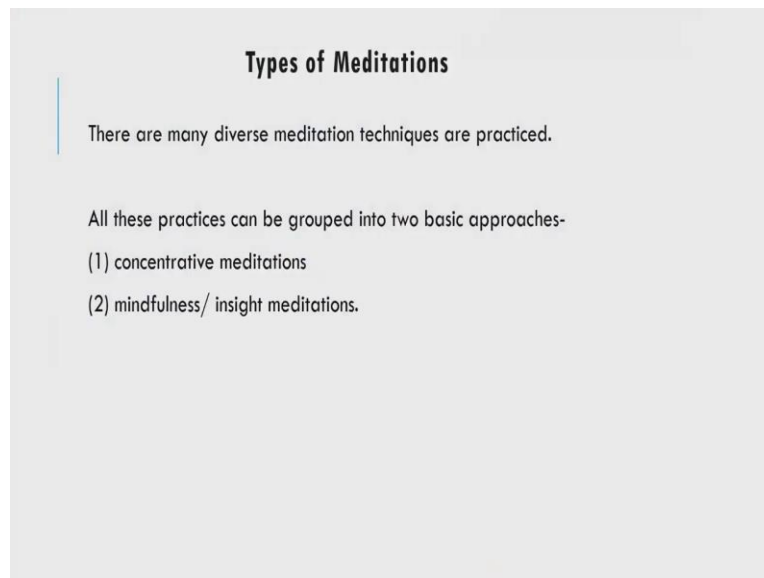 Types of Meditations
There are many diverse meditation techniques are practiced.
All these practices can be grouped into two basic approaches-
(1) concentrative meditations
(2) mindfulness/ insight meditations.